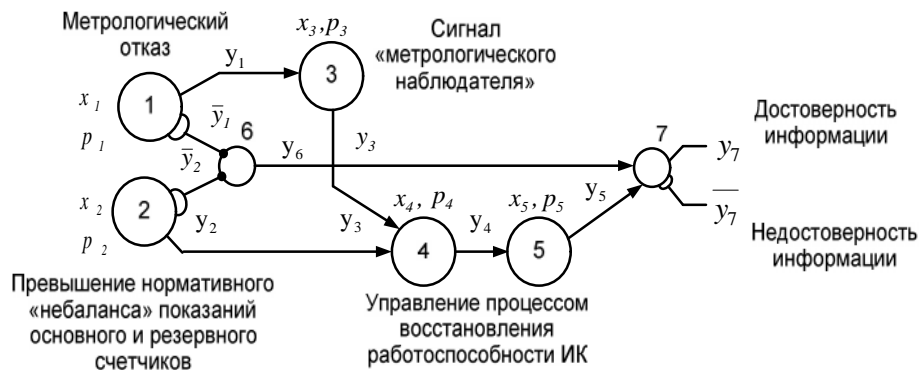 Метрологический
отказ
x₃,p₃
Сигнал
«метрологического
наблюдателя»
y₁
3
x₁
p₁
1
ȳ₁
6
ȳ₂
y₆
y₃
7
Достоверность
информации
y₇
ȳ₇
Недостоверность
информации
x₂
p₂
2
y₂
y₃
x₄, p₄
4
y₄
x₅, p₅
5
y₅
Превышение нормативного
«небаланса» показаний
основного и резервного
счетчиков
Управление процессом
восстановления
работоспособности ИК